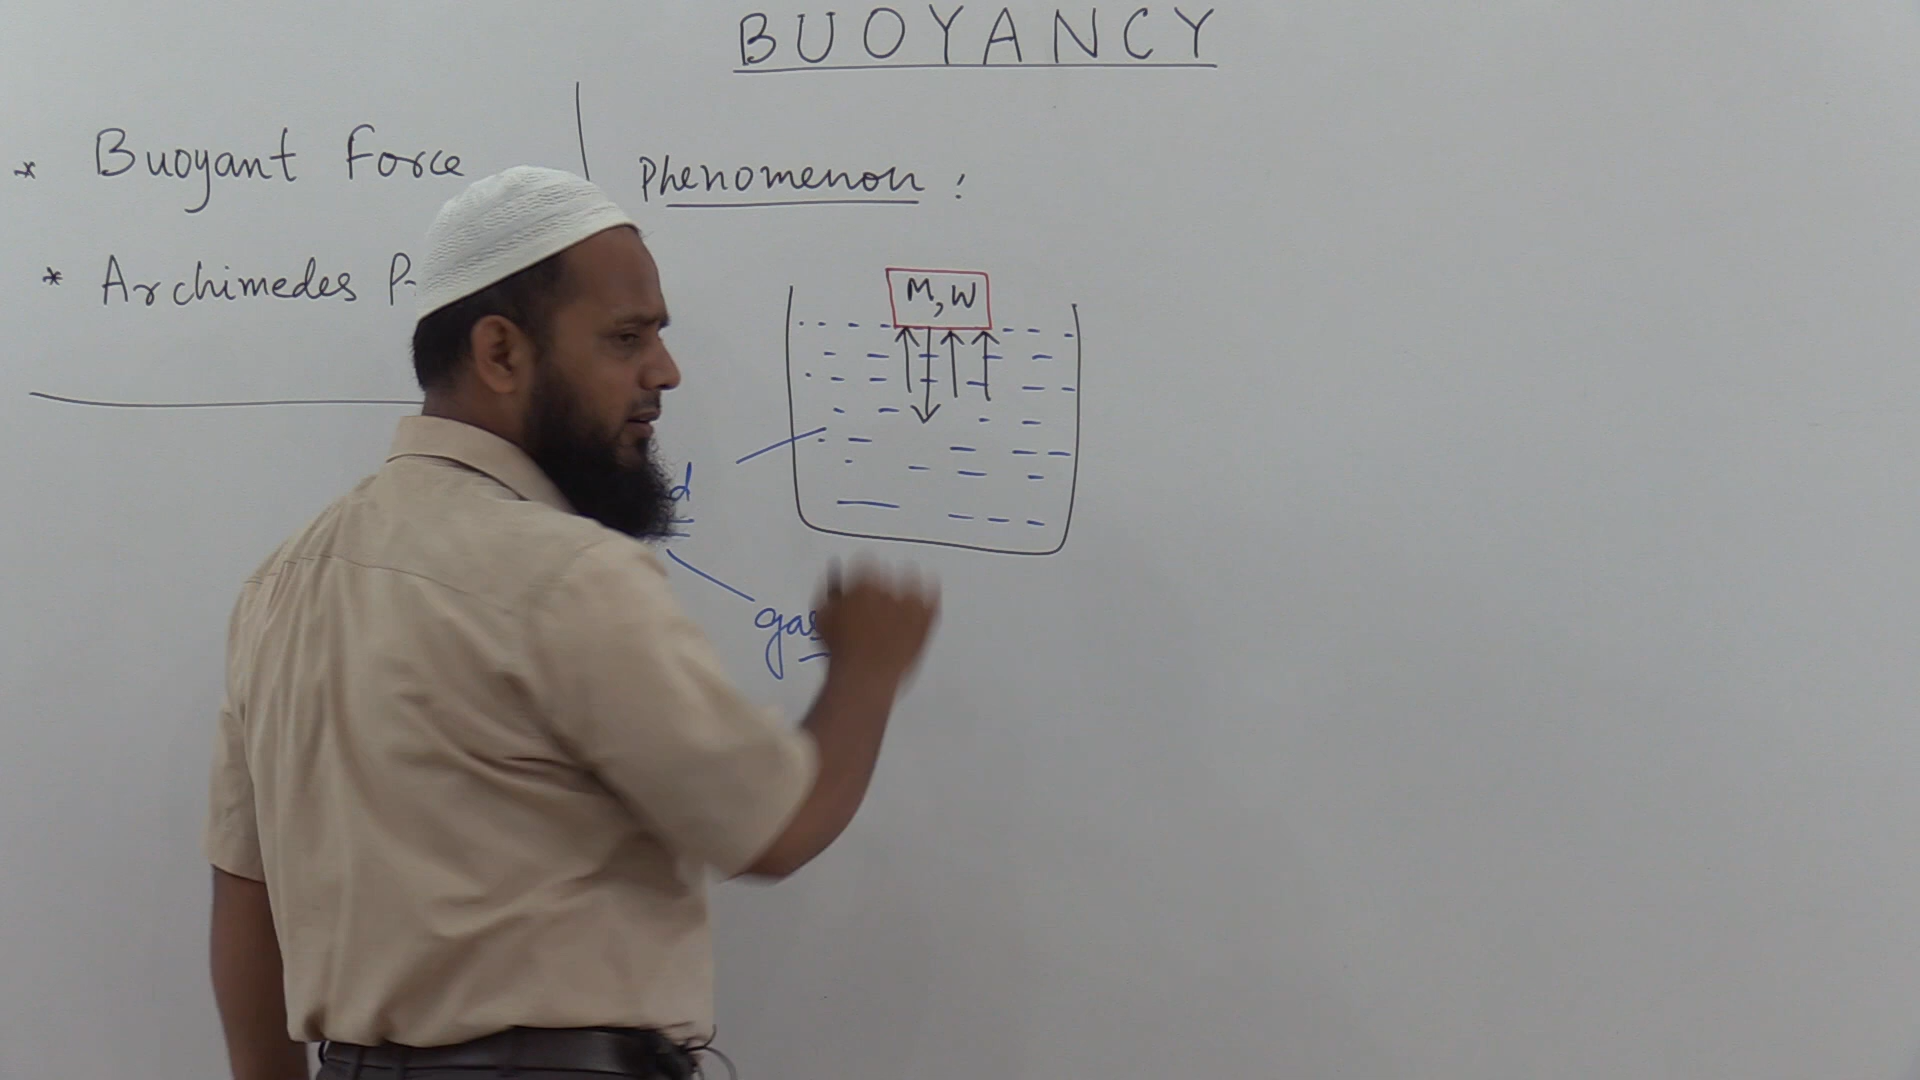 BUOYANCY
* Buoyant Force
* Archimedes P
Phenomenon :
M, W
gas